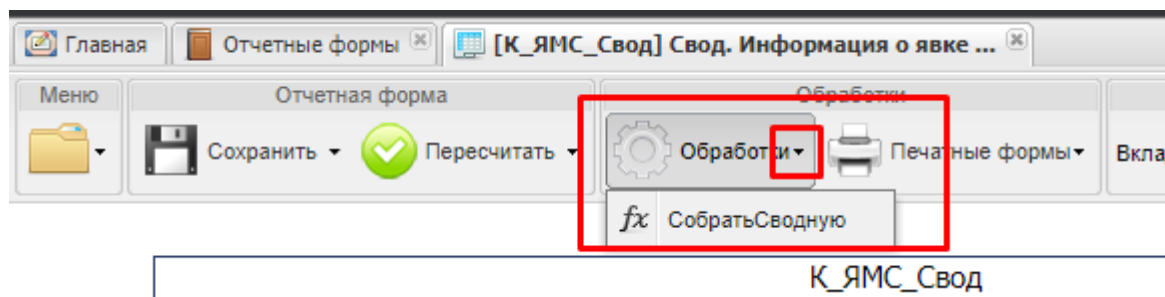 Главная Отчетные формы [К_ЯМС_Свод] Свод. Информация о явке ...
Меню Отчетная форма Обработки
Сохранить Пересчитать Обработки Печатные формы Вкла
fx СобратьСводную
К_ЯМС_Свод